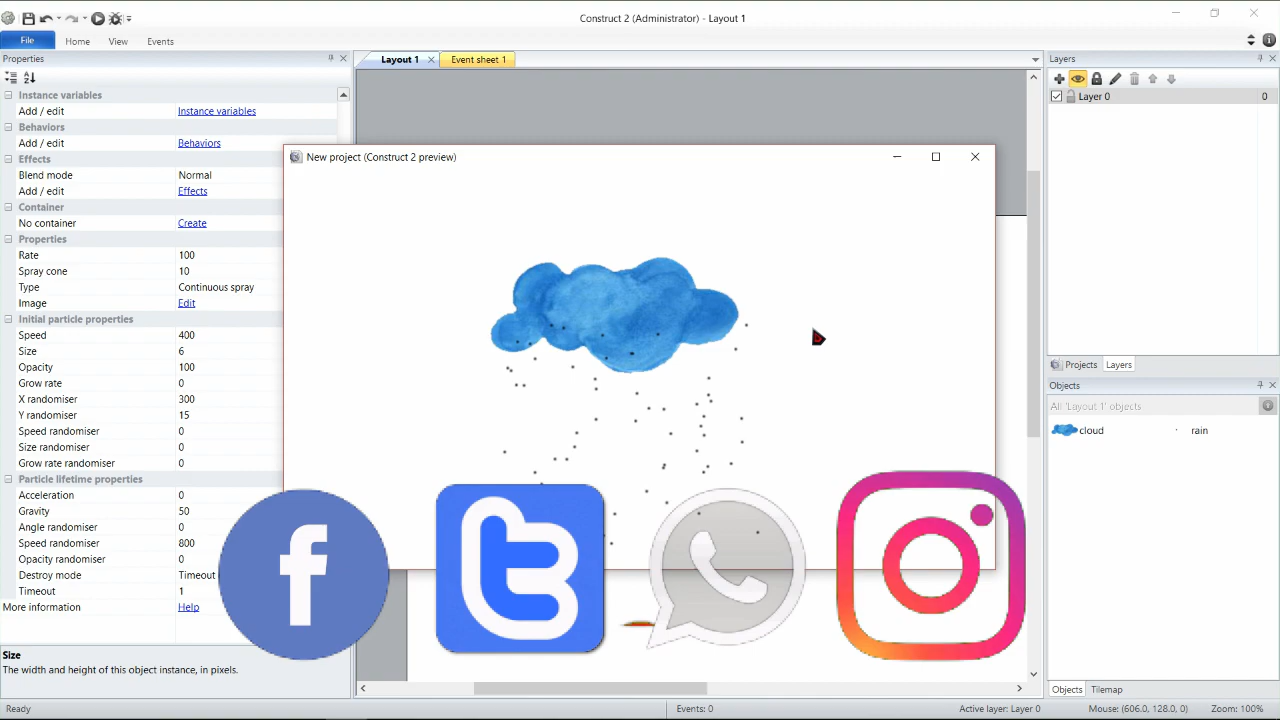 Construct 2 (Administrator) - Layout 1
File Home View Events
Properties
Layout 1 Event sheet 1
Layers
Instance variables
Add / edit Instance variables
Behaviors
Add / edit Behaviors
Effects
Blend mode Normal
Add / edit Effects
Container
No container Create
Properties
Rate 100
Spray cone 10
Type Continuous spray
Image Edit
Initial particle properties
Speed 400
Size 6
Opacity 100
Grow rate 0
X randomiser 300
Y randomiser 15
Speed randomiser 0
Size randomiser 0
Grow rate randomiser 0
Particle lifetime properties
Acceleration 0
Gravity 50
Angle randomiser 0
Speed randomiser 800
Opacity randomiser 0
Destroy mode Timeout
Timeout 1
More information Help
Size
The width and height of this object instance, in pixels.
New project (Construct 2 preview)
f
t
Layer 0 0
Projects Layers
Objects
All 'Layout 1' objects
cloud rain
Objects Tilemap
Ready Events: 0 Active layer: Layer 0 Mouse: (606.0, 128.0, 0) Zoom: 100%